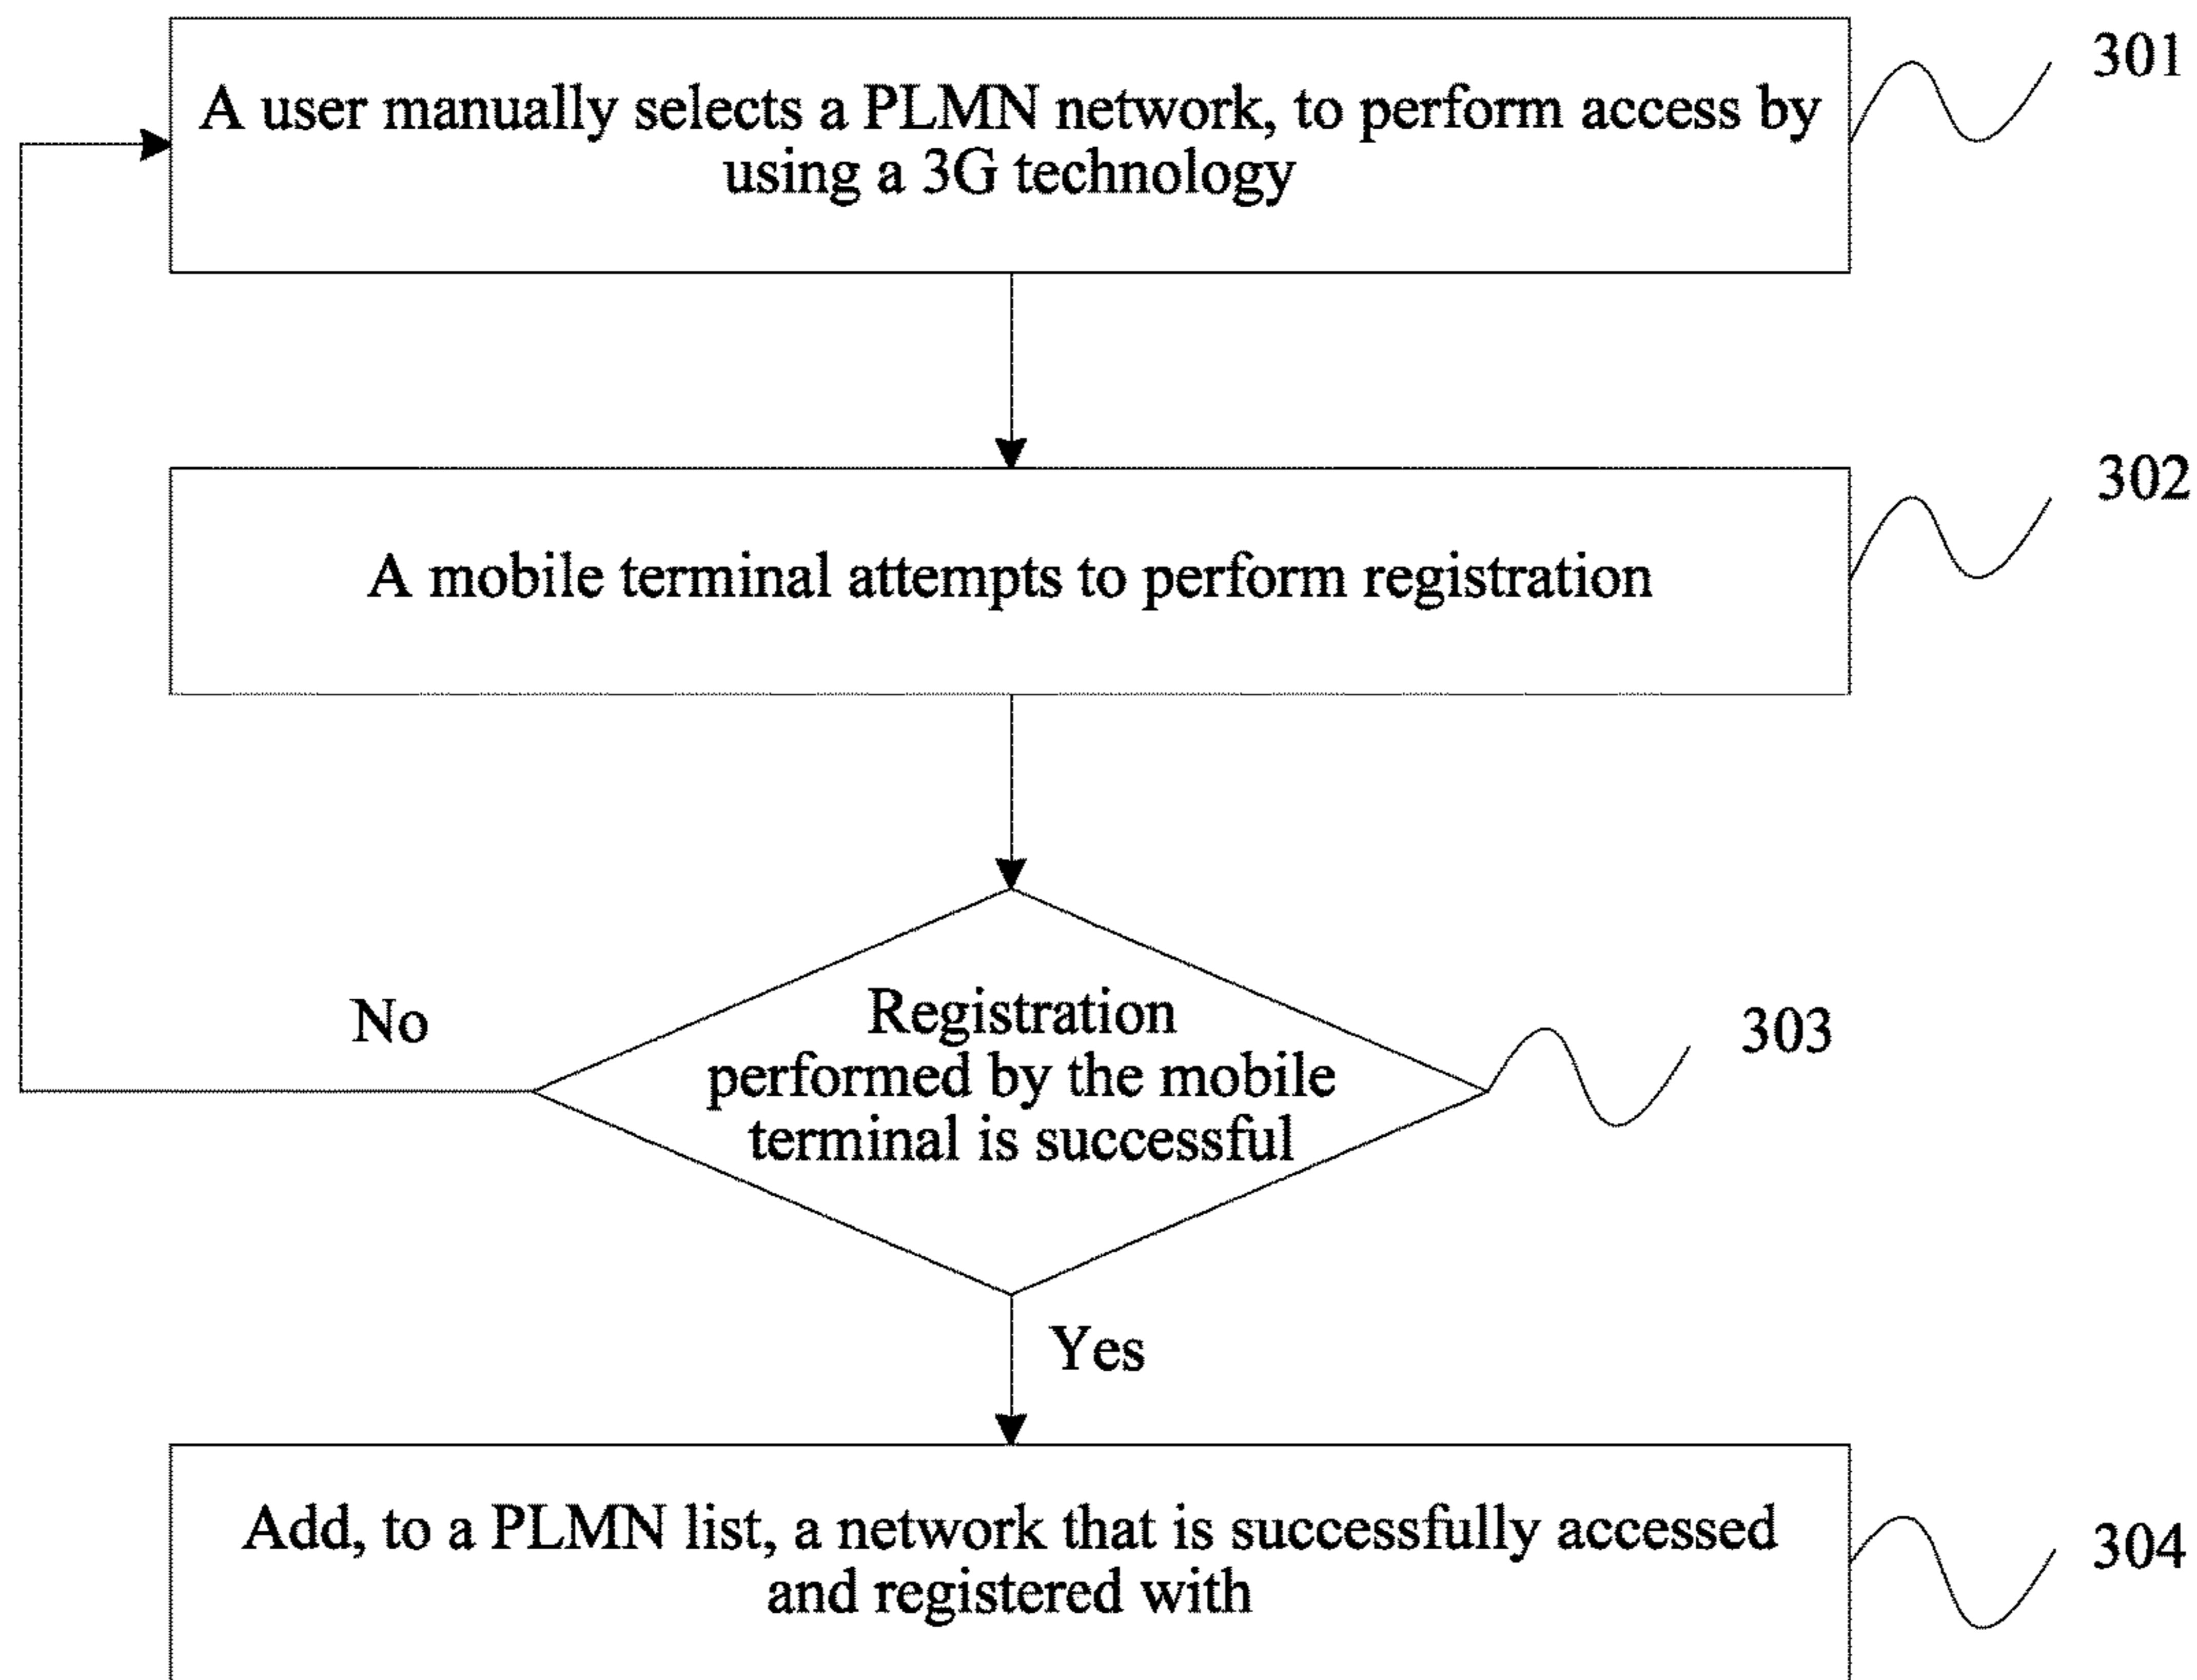 A user manually selects a PLMN network, to perform access by
using a 3G technology
301
A mobile terminal attempts to perform registration
302
Registration
performed by the mobile
terminal is successful
303
No
Yes
Add, to a PLMN list, a network that is successfully accessed
and registered with
304